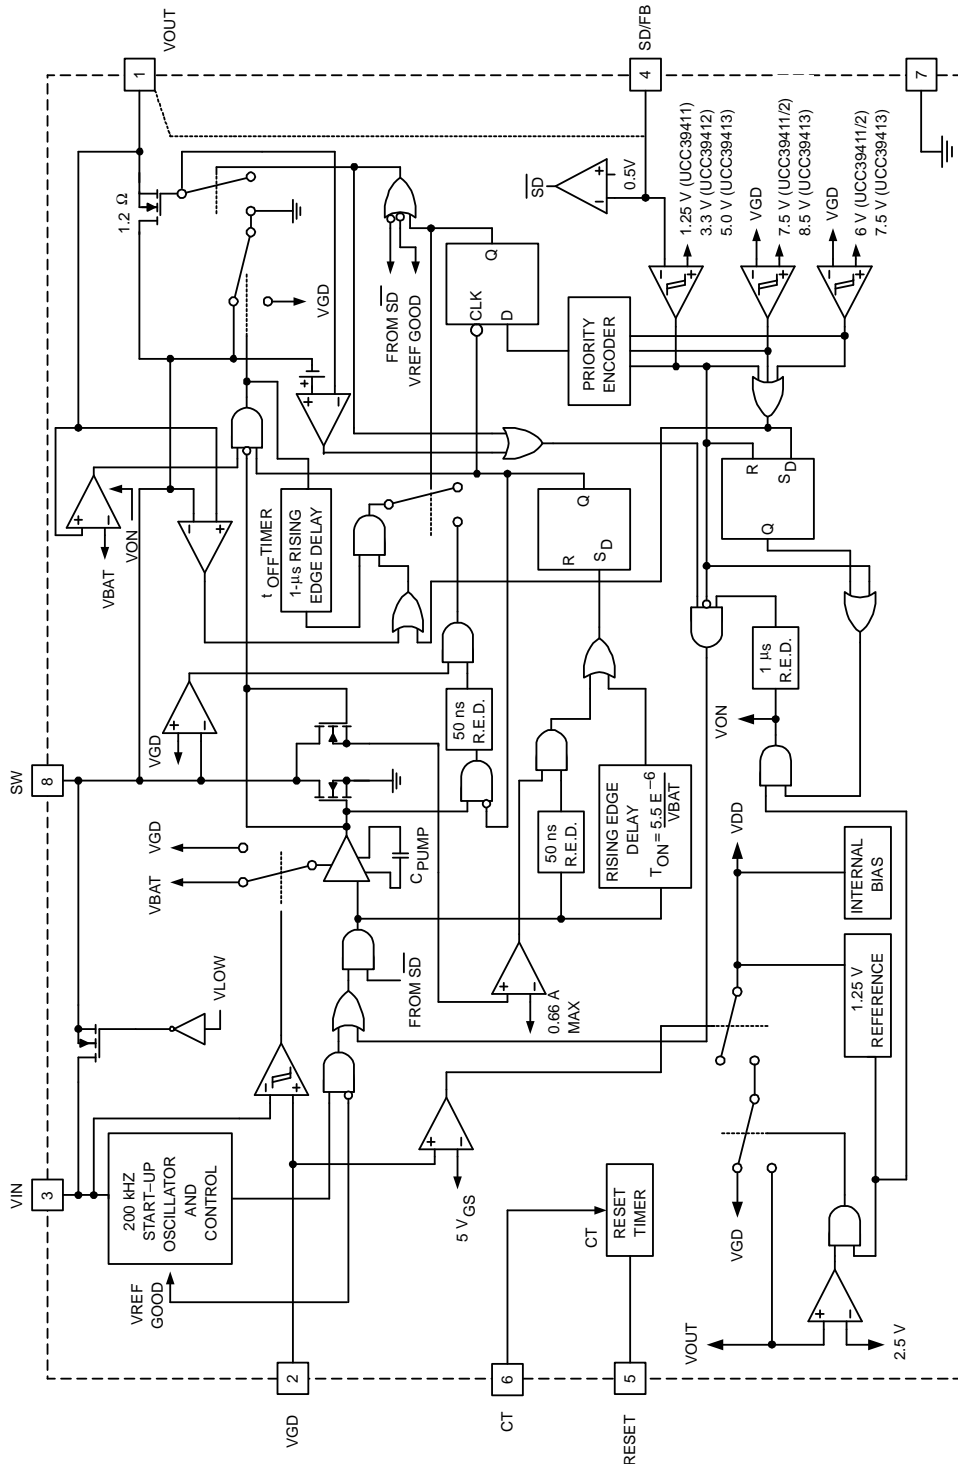 VIN
3
SW
8
VOUT
1
SD/FB
4
7
VGD
2
CT
6
RESET
5
200 kHZ
START–UP
OSCILLATOR
AND
CONTROL
VREF
GOOD
VLOW
VBAT
VGD
C PUMP
FROM SD
VGD
VBAT
VON
1.2 Ω
VGD
FROM SD
VREF GOOD
t OFF TIMER
1-µs RISING
EDGE DELAY
50 ns
R.E.D.
5 VGS
0.66 A
MAX
50 ns
R.E.D.
RISING EDGE
DELAY
TON = 5.5 E –6
VBAT
R
SD
Q
CLK
D
Q
PRIORITY
ENCODER
SD
0.5V
1.25 V (UCC39411)
3.3 V (UCC39412)
5.0 V (UCC39413)
VGD
7.5 V (UCC39411/2)
8.5 V (UCC39413)
VGD
6 V (UCC39411/2)
7.5 V (UCC39413)
R
SD
Q
1 µs
R.E.D.
VON
CT
RESET
TIMER
VDD
INTERNAL
BIAS
1.25 V
REFERENCE
VGD
VOUT
2.5 V